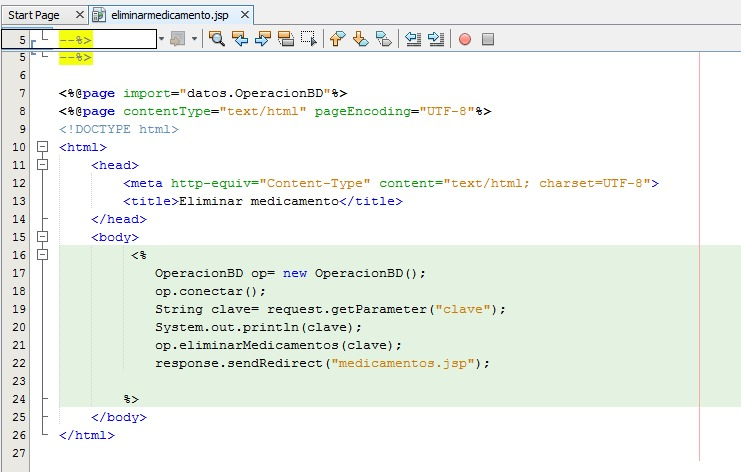 Start Page
eliminarmedicamento.jsp
5 --%>
5 --%>
6
7 <%@page import="datos.OperacionBD"%>
8 <%@page contentType="text/html" pageEncoding="UTF-8"%>
9 <!DOCTYPE html>
10 <html>
11 <head>
12 <meta http-equiv="Content-Type" content="text/html; charset=UTF-8">
13 <title>Eliminar medicamento</title>
14 </head>
15 <body>
16 <%
17 OperacionBD op= new OperacionBD();
18 op.conectar();
19 String clave= request.getParameter("clave");
20 System.out.println(clave);
21 op.eliminarMedicamentos(clave);
22 response.sendRedirect("medicamentos.jsp");
23
24 %>
25 </body>
26 </html>
27